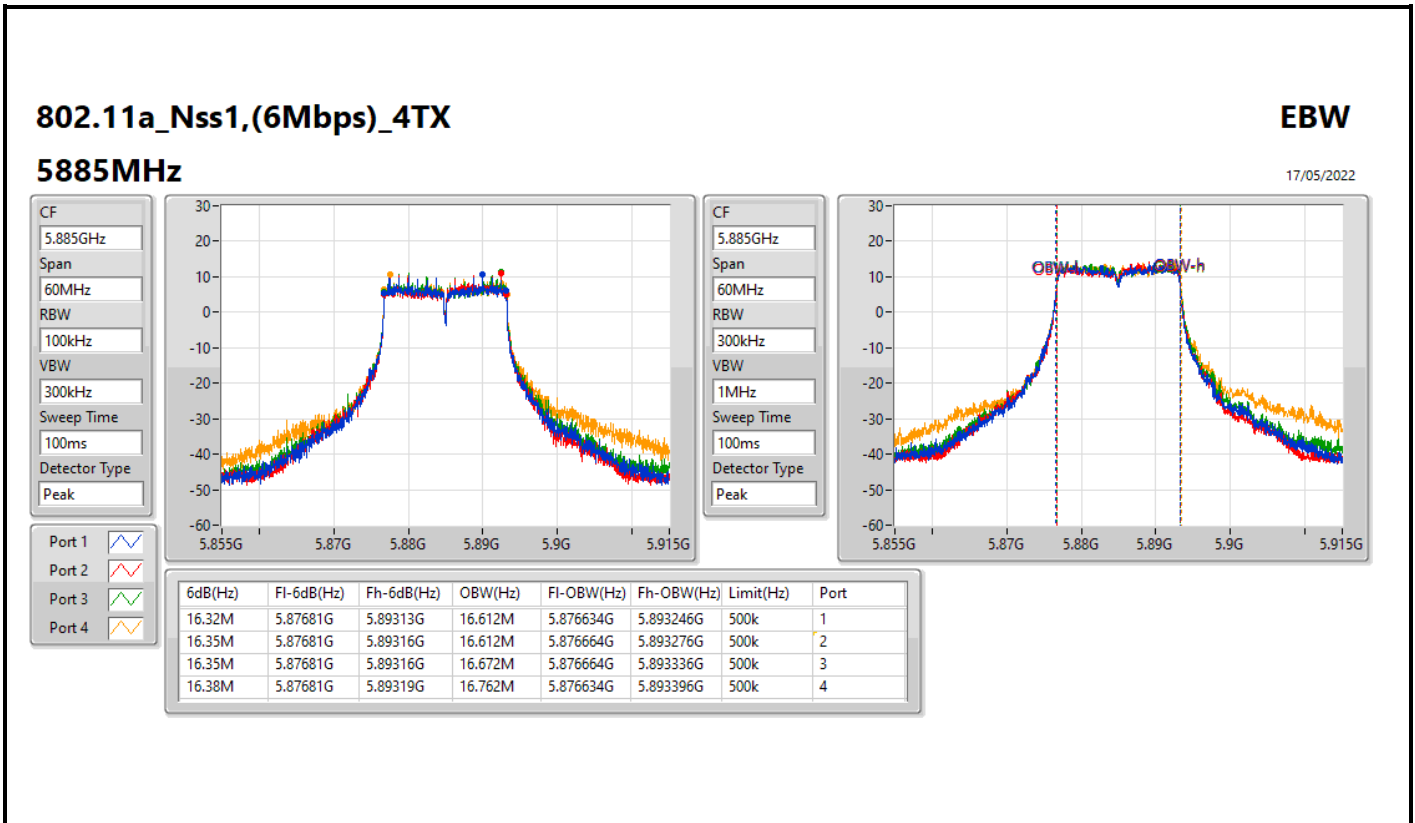 802.11a_Nss1,(6Mbps)_4TX
EBW
5885MHz
17/05/2022
CF
5.885GHz
Span
60MHz
RBW
100kHz
VBW
300kHz
Sweep Time
100ms
Detector Type
Peak
30
20
10
0
-10
-20
-30
-40
-50
-60
5.855G 5.87G 5.88G 5.89G 5.9G 5.915G
CF
5.885GHz
Span
60MHz
RBW
300kHz
VBW
1MHz
Sweep Time
100ms
Detector Type
Peak
30
20
10
0
-10
-20
-30
-40
-50
-60
OBW-h
5.855G 5.87G 5.88G 5.89G 5.9G 5.915G
Port 1
Port 2
Port 3
Port 4
6dB(Hz) Fl-6dB(Hz) Fh-6dB(Hz) OBW(Hz) Fl-OBW(Hz) Fh-OBW(Hz) Limit(Hz) Port
16.32M 5.87681G 5.89313G 16.612M 5.876634G 5.893246G 500k 1
16.35M 5.87681G 5.89316G 16.612M 5.876664G 5.893276G 500k 2
16.35M 5.87681G 5.89316G 16.672M 5.876664G 5.893336G 500k 3
16.38M 5.87681G 5.89319G 16.762M 5.876634G 5.893396G 500k 4